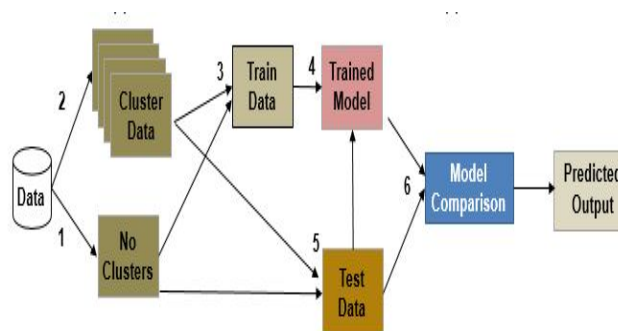 2
Cluster
Data
3
Train
Data
4
Trained
Model
Data
1
No
Clusters
5
Test
Data
6
Model
Comparison
Predicted
Output